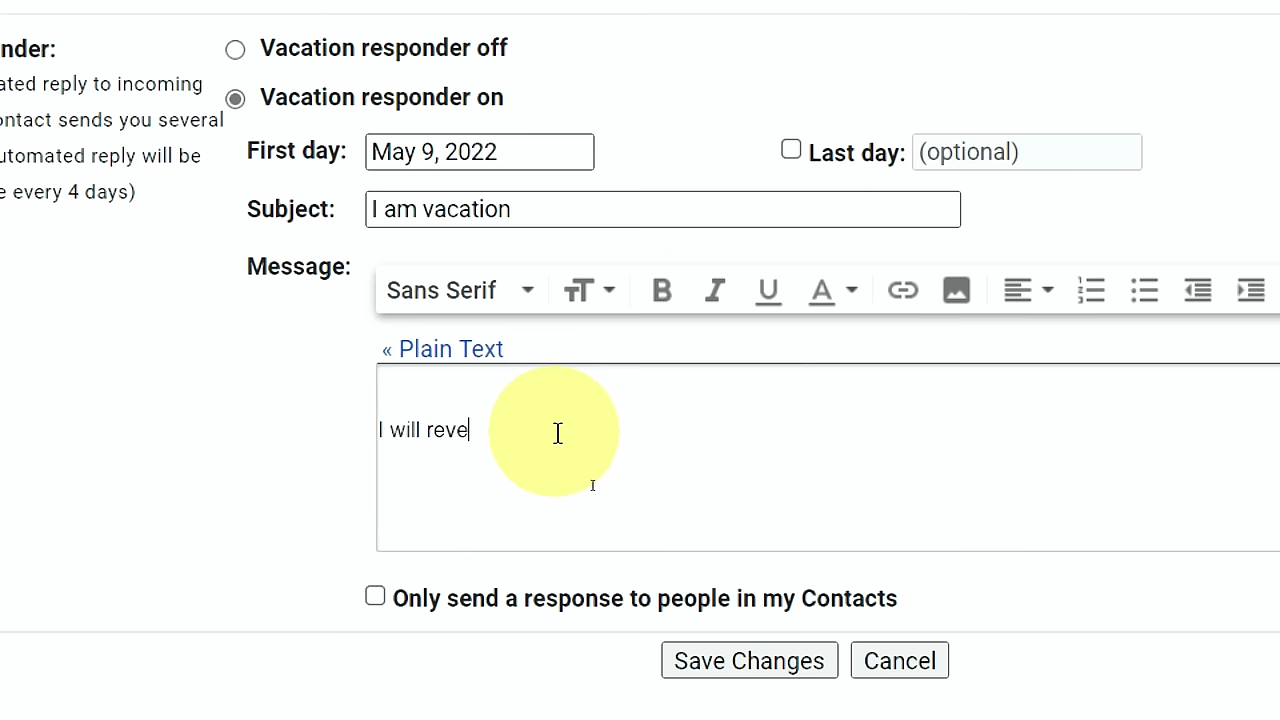 nder:
Vacation responder off
ated reply to incoming
Vacation responder on
ontact sends you several
utomated reply will be
First day: May 9, 2022 Last day: (optional)
e every 4 days)
Subject: I am vacation
Message:
Sans Serif
« Plain Text
I will reve
Only send a response to people in my Contacts
Save Changes Cancel